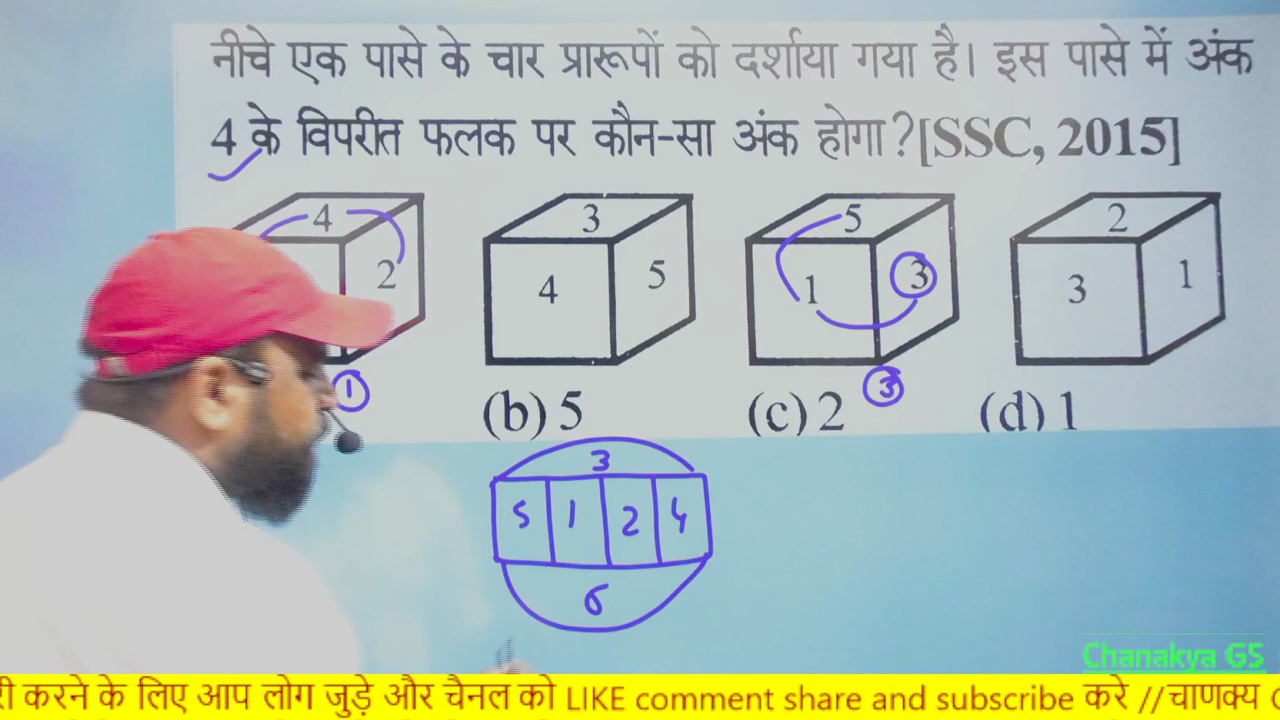 नीचे एक पासे के चार प्रारूपों को दर्शाया गया है। इस पासे में अंक
4 के विपरीत फलक पर कौन-सा अंक होगा?[SSC, 2015]
4
2
3
4
5
5
1
3
2
3
1
1
3
(b) 5
(c) 2
(d) 1
3
5 1 2 4
6
Chanakya GS
करने के लिए आप लोग जुड़े और चैनल को LIKE comment share and subscribe करे //चाणक्य